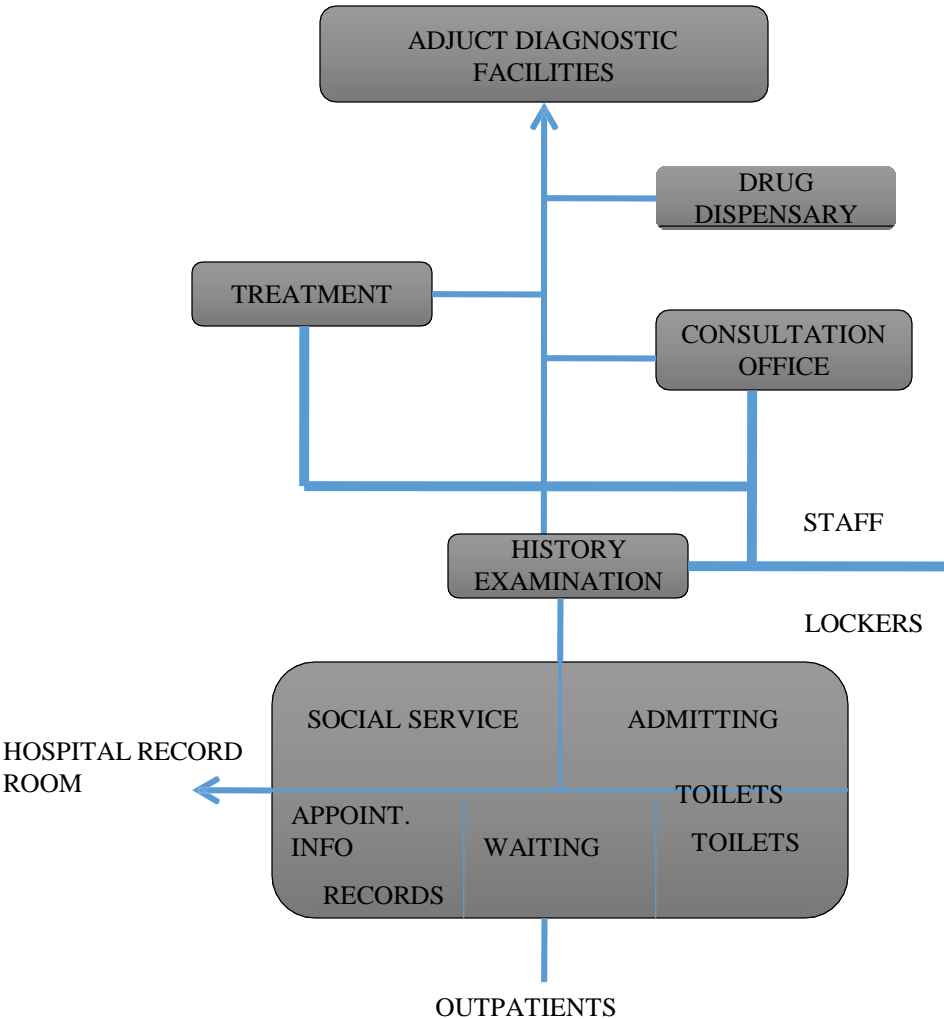 ADJUCT DIAGNOSTIC
FACILITIES
DRUG
DISPENSARY
TREATMENT
CONSULTATION
OFFICE
STAFF
HISTORY
EXAMINATION
LOCKERS
SOCIAL SERVICE
ADMITTING
HOSPITAL RECORD
ROOM
TOILETS
APPOINT.
INFO
WAITING
TOILETS
RECORDS
OUTPATIENTS